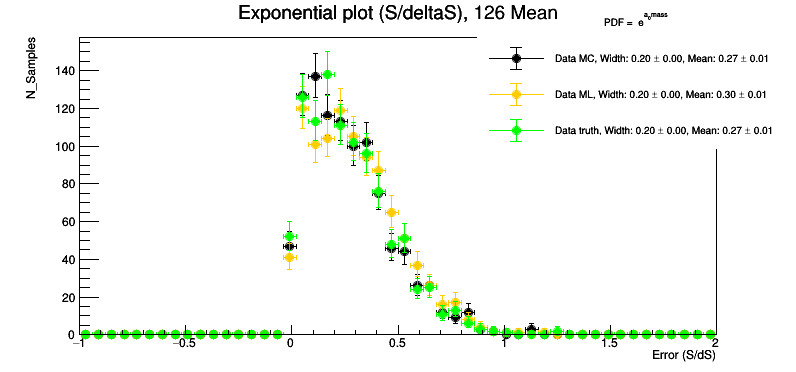 Exponential plot (S/deltaS), 126 Mean
PDF = e^a_0mass
N_Samples
Data MC, Width: 0.20 ± 0.00, Mean: 0.27 ± 0.01
Data ML, Width: 0.20 ± 0.00, Mean: 0.30 ± 0.01
Data truth, Width: 0.20 ± 0.00, Mean: 0.27 ± 0.01
140
120
100
80
60
40
20
0
−1 −0.5 0 0.5 1 1.5 2
Error (S/dS)